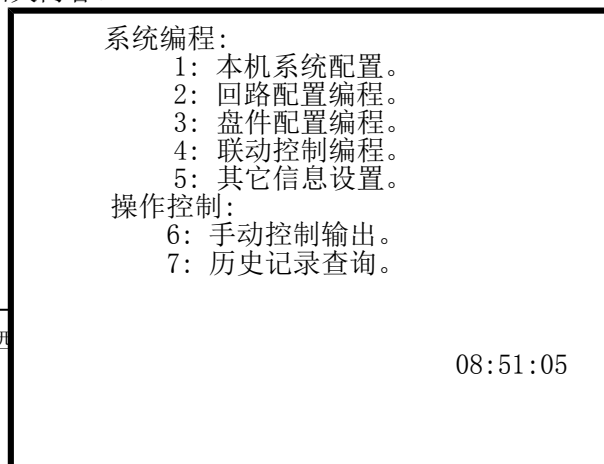 系统编程:
1: 本机系统配置。
2: 回路配置编程。
3: 盘件配置编程。
4: 联动控制编程。
5: 其它信息设置。
操作控制:
6: 手动控制输出。
7: 历史记录查询。
08:51:05